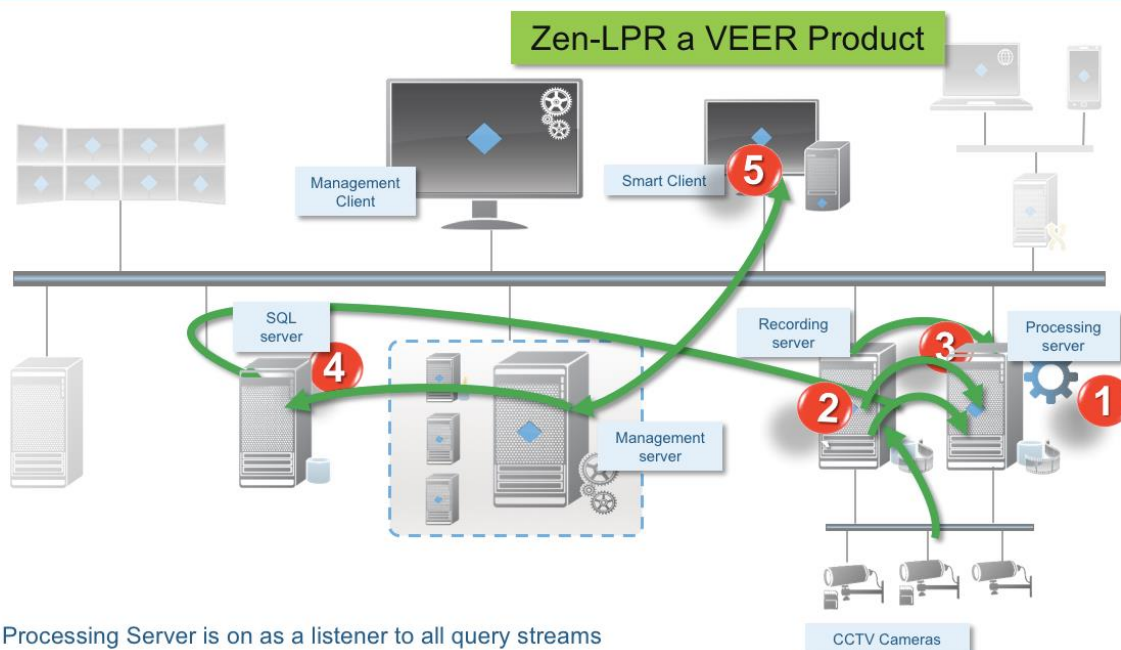 Zen-LPR a VEER Product
Management
Client
Smart Client
5
SQL
server
4
Recording
server
3
Processing
server
2
1
Management
server
Processing Server is on as a listener to all query streams
CCTV Cameras